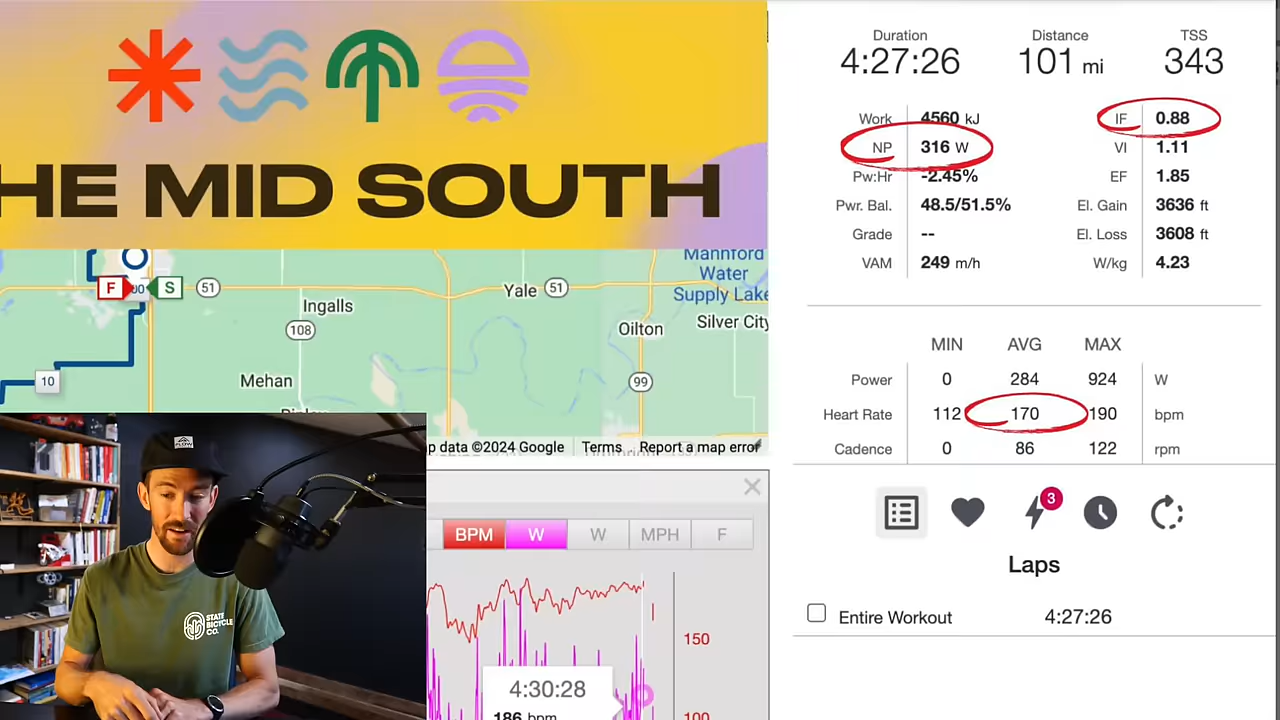 HE MID SOUTH
51
Ingalls
108
Yale 51
Mannford
Water
Supply Lake
Silver City
Oilton
99
F
S
10
Mehan
p data ©2024 Google
Terms
Report a map error
FLOW
STATE
BICYCLE
CO.
BPM W W MPH F
150
100
4:30:28
186 bpm
Duration Distance TSS
4:27:26 101 mi 343
Work 4560 kJ IF 0.88
NP 316 W VI 1.11
Pw:Hr -2.45% EF 1.85
Pwr. Bal. 48.5/51.5% El. Gain 3636 ft
Grade -- El. Loss 3608 ft
VAM 249 m/h W/kg 4.23
MIN AVG MAX
Power 0 284 924 W
Heart Rate 112 170 190 bpm
Cadence 0 86 122 rpm
3
Laps
Entire Workout 4:27:26